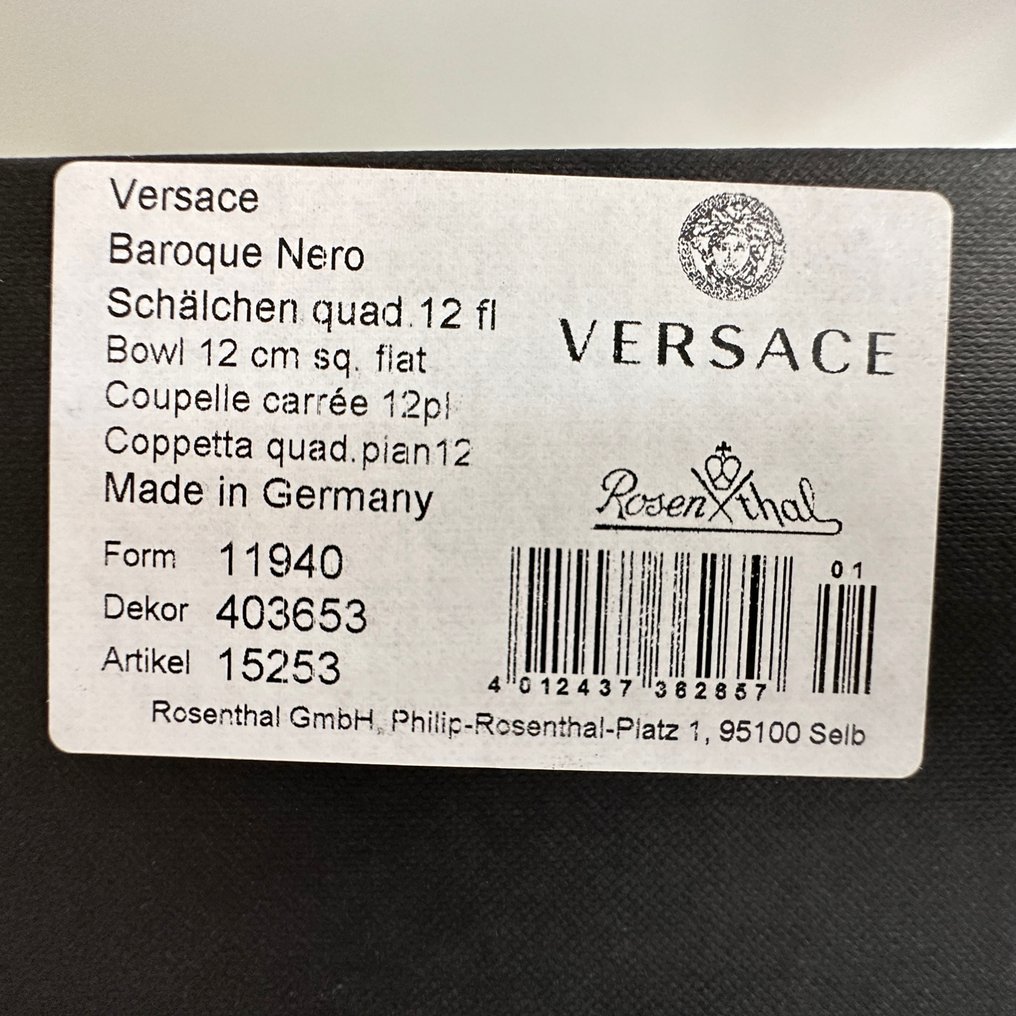 Versace
Baroque Nero
Schälchen quad.12 fl
Bowl 12 cm sq. flat
Coupelle carrée 12pl
Coppetta quad.pian12
Made in Germany
Form 11940
Dekor 403653
Artikel 15253
VERSACE
Rosenthal
01
4 012437 382857
Rosenthal GmbH, Philip-Rosenthal-Platz 1, 95100 Selb